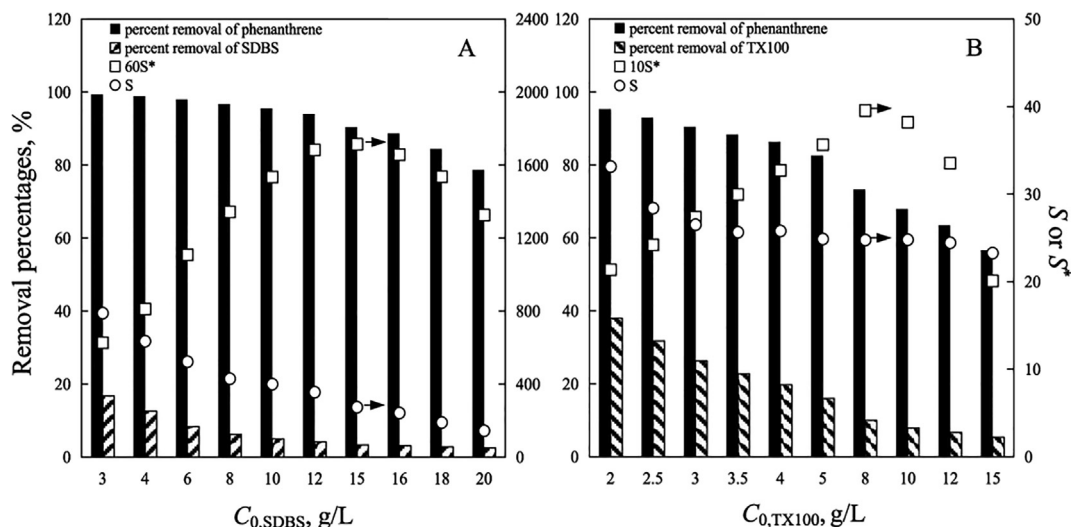 120
100
80
60
40
20
0
Removal percentages, %
percent removal of phenanthrene
percent removal of SDBS
60S*
S
A
2400
2000
1600
1200
800
400
0
3 4 6 8 10 12 15 16 18 20
C0,SDBS, g/L
120
100
80
60
40
20
0
percent removal of phenanthrene
percent removal of TX100
10S*
S
B
50
40
30
20
10
0
S or S*
2 2.5 3 3.5 4 5 8 10 12 15
C0,TX100, g/L